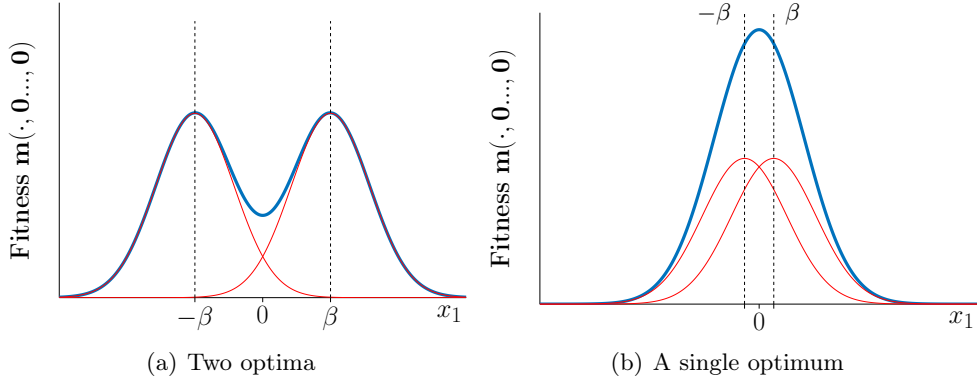 Fitness m(·, 0..., 0)
−β
0
β
x₁
(a) Two optima
Fitness m(·, 0..., 0)
−β
β
0
x₁
(b) A single optimum